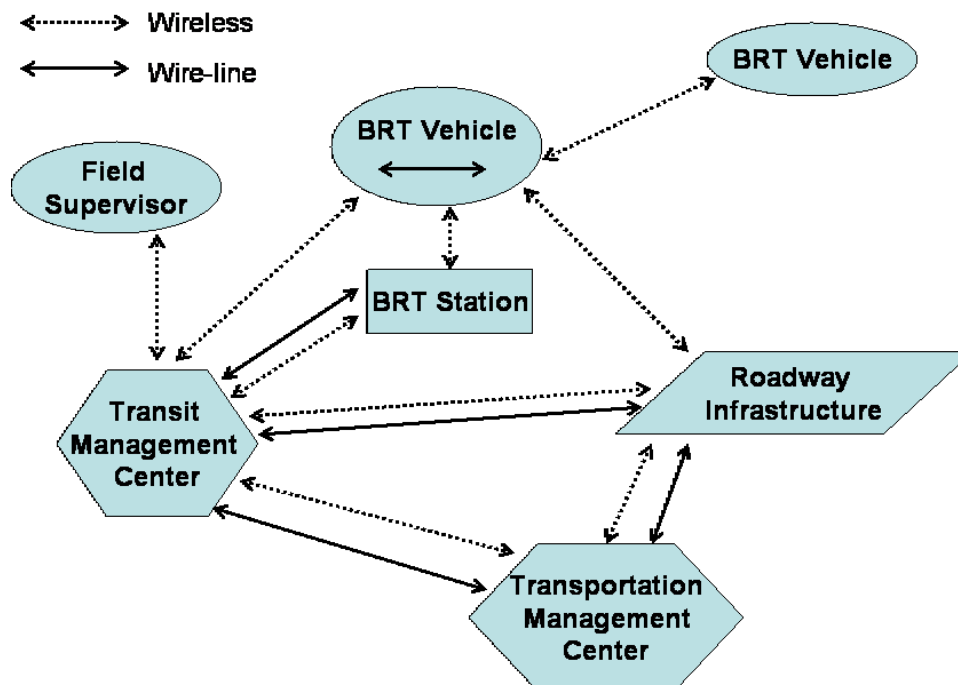 Wireless
Wire-line
BRT Vehicle
BRT Vehicle
Field
Supervisor
BRT Station
Roadway
Infrastructure
Transit
Management
Center
Transportation
Management
Center